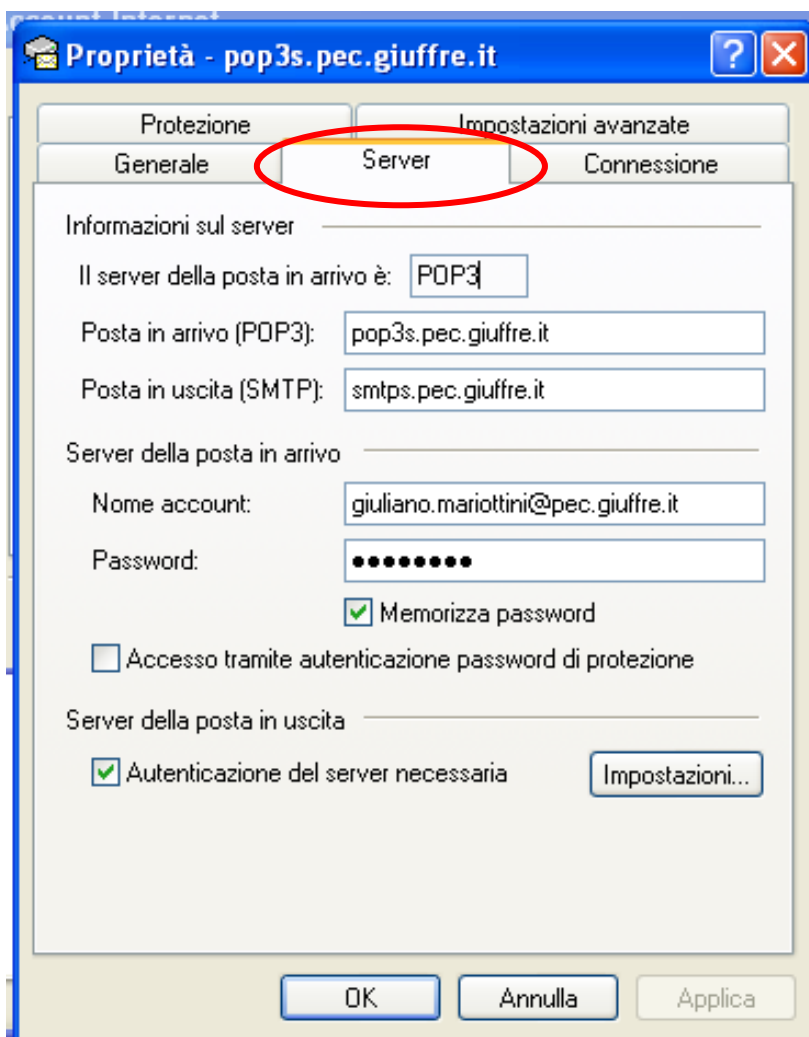 Account Internet
Proprietà - pop3s.pec.giuffre.it
Protezione
Impostazioni avanzate
Generale
Server
Connessione
Informazioni sul server
Il server della posta in arrivo è: POP3
Posta in arrivo (POP3): pop3s.pec.giuffre.it
Posta in uscita (SMTP): smtps.pec.giuffre.it
Server della posta in arrivo
Nome account: giuliano.mariottini@pec.giuffre.it
Password: ●●●●●●●●
Memorizza password
Accesso tramite autenticazione password di protezione
Server della posta in uscita
Autenticazione del server necessaria
Impostazioni...
OK
Annulla
Applica